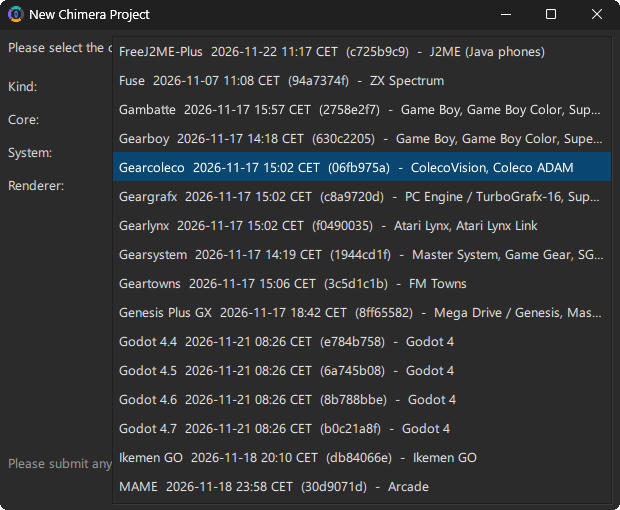 New Chimera Project
Please select the c
Kind:
Core:
System:
Renderer:
FreeJ2ME-Plus 2026-11-22 11:17 CET (c725b9c9) - J2ME (Java phones)
Fuse 2026-11-07 11:08 CET (94a7374f) - ZX Spectrum
Gambatte 2026-11-17 15:57 CET (2758e2f7) - Game Boy, Game Boy Color, Sup...
Gearboy 2026-11-17 14:18 CET (630c2205) - Game Boy, Game Boy Color, Supe...
Gearcoleco 2026-11-17 15:02 CET (06fb975a) - ColecoVision, Coleco ADAM
Geargrafx 2026-11-17 15:02 CET (c8a9720d) - PC Engine / TurboGrafx-16, Sup...
Gearlynx 2026-11-17 15:02 CET (f0490035) - Atari Lynx, Atari Lynx Link
Gearsystem 2026-11-17 14:19 CET (1944cd1f) - Master System, Game Gear, SG...
Geartowns 2026-11-17 15:06 CET (3c5d1c1b) - FM Towns
Genesis Plus GX 2026-11-17 18:42 CET (8ff65582) - Mega Drive / Genesis, Mas...
Godot 4.4 2026-11-21 08:26 CET (e784b758) - Godot 4
Godot 4.5 2026-11-21 08:26 CET (6a745b08) - Godot 4
Godot 4.6 2026-11-21 08:26 CET (8b788bbe) - Godot 4
Godot 4.7 2026-11-21 08:26 CET (b0c21a8f) - Godot 4
Ikemen GO 2026-11-18 20:10 CET (db84066e) - Ikemen GO
MAME 2026-11-18 23:58 CET (30d9071d) - Arcade
Please submit any